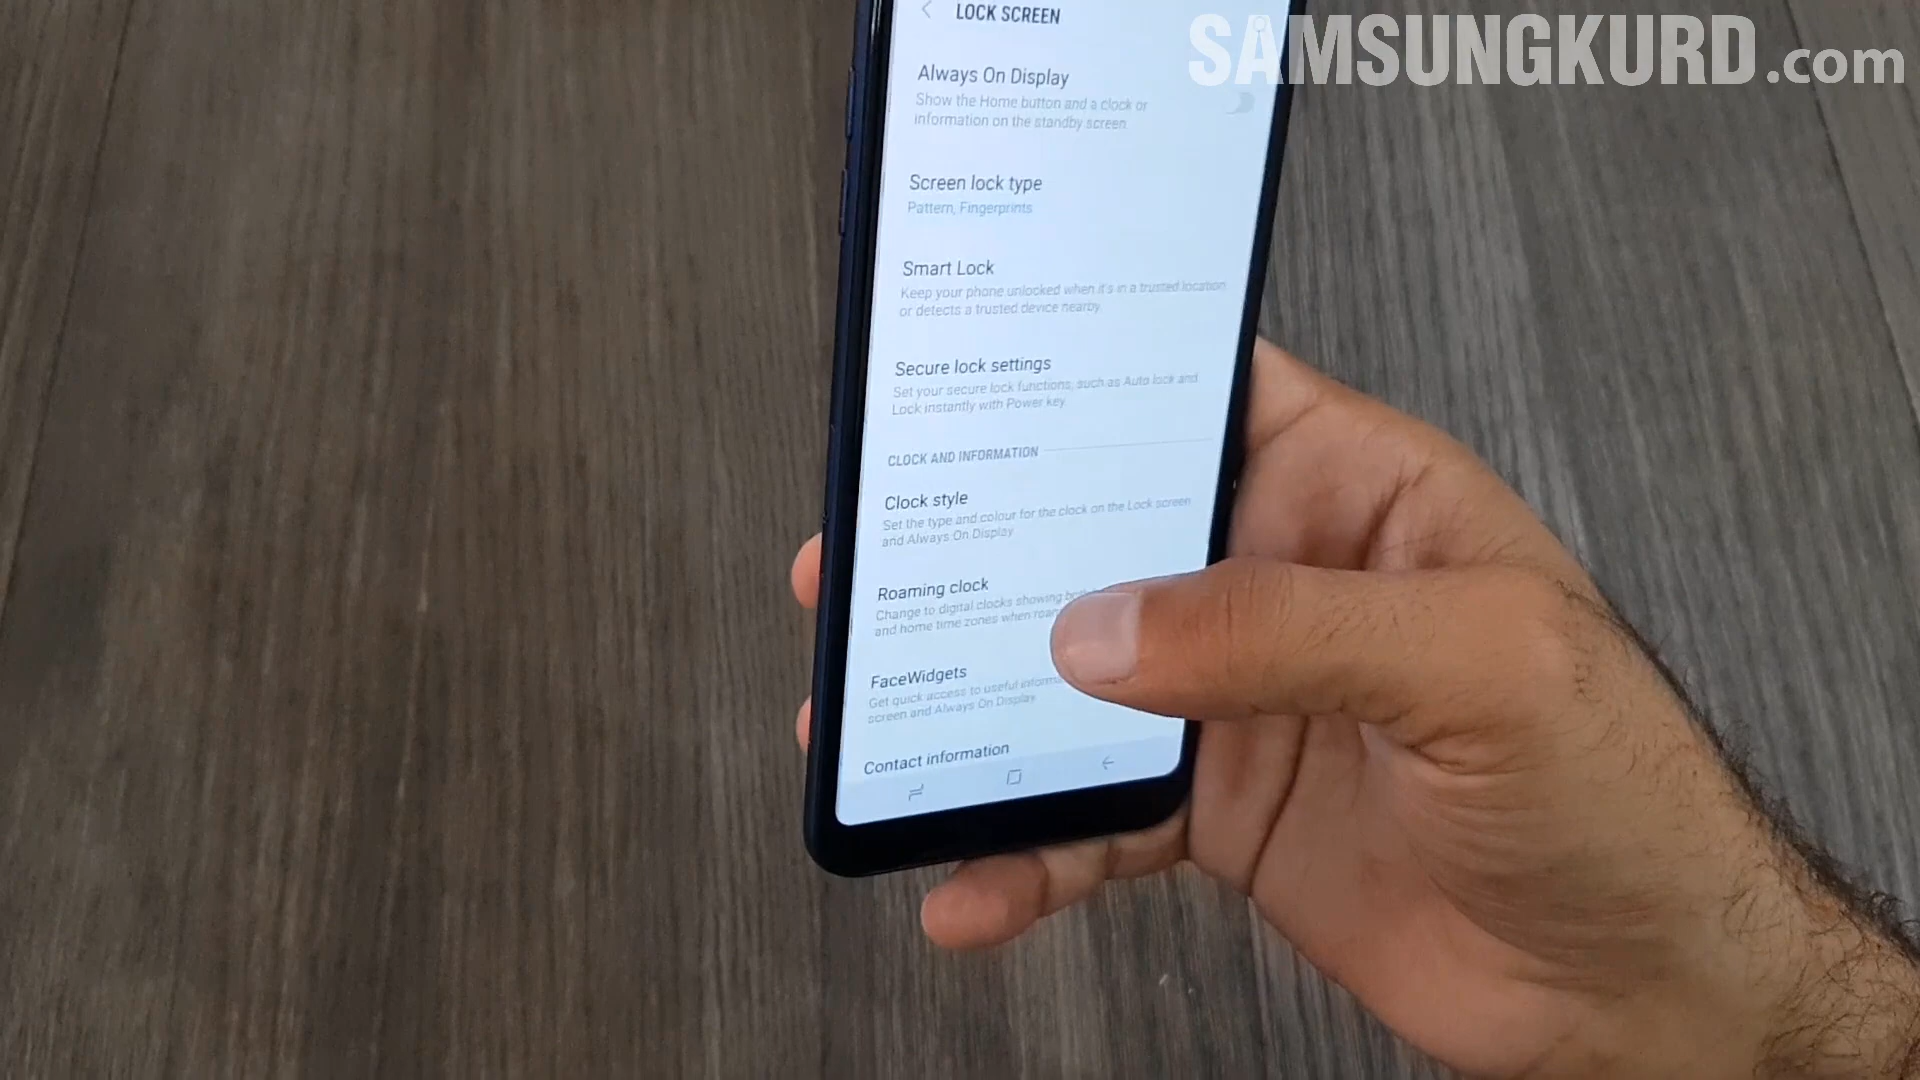 LOCK SCREEN
SAMSUNGKURD.com
Always On Display
Show the Home button and a clock or
information on the standby screen.
Screen lock type
Pattern, Fingerprints
Smart Lock
Keep your phone unlocked when it's in a trusted location
or detects a trusted device nearby.
Secure lock settings
Set your secure lock functions, such as Auto lock and
Lock instantly with Power key.
CLOCK AND INFORMATION
Clock style
Set the type and colour for the clock on the Lock screen
and Always On Display.
Roaming clock
Change to digital clocks showing
and home time zones when
FaceWidgets
Get quick access to useful
screen and Always On Display.
Contact information